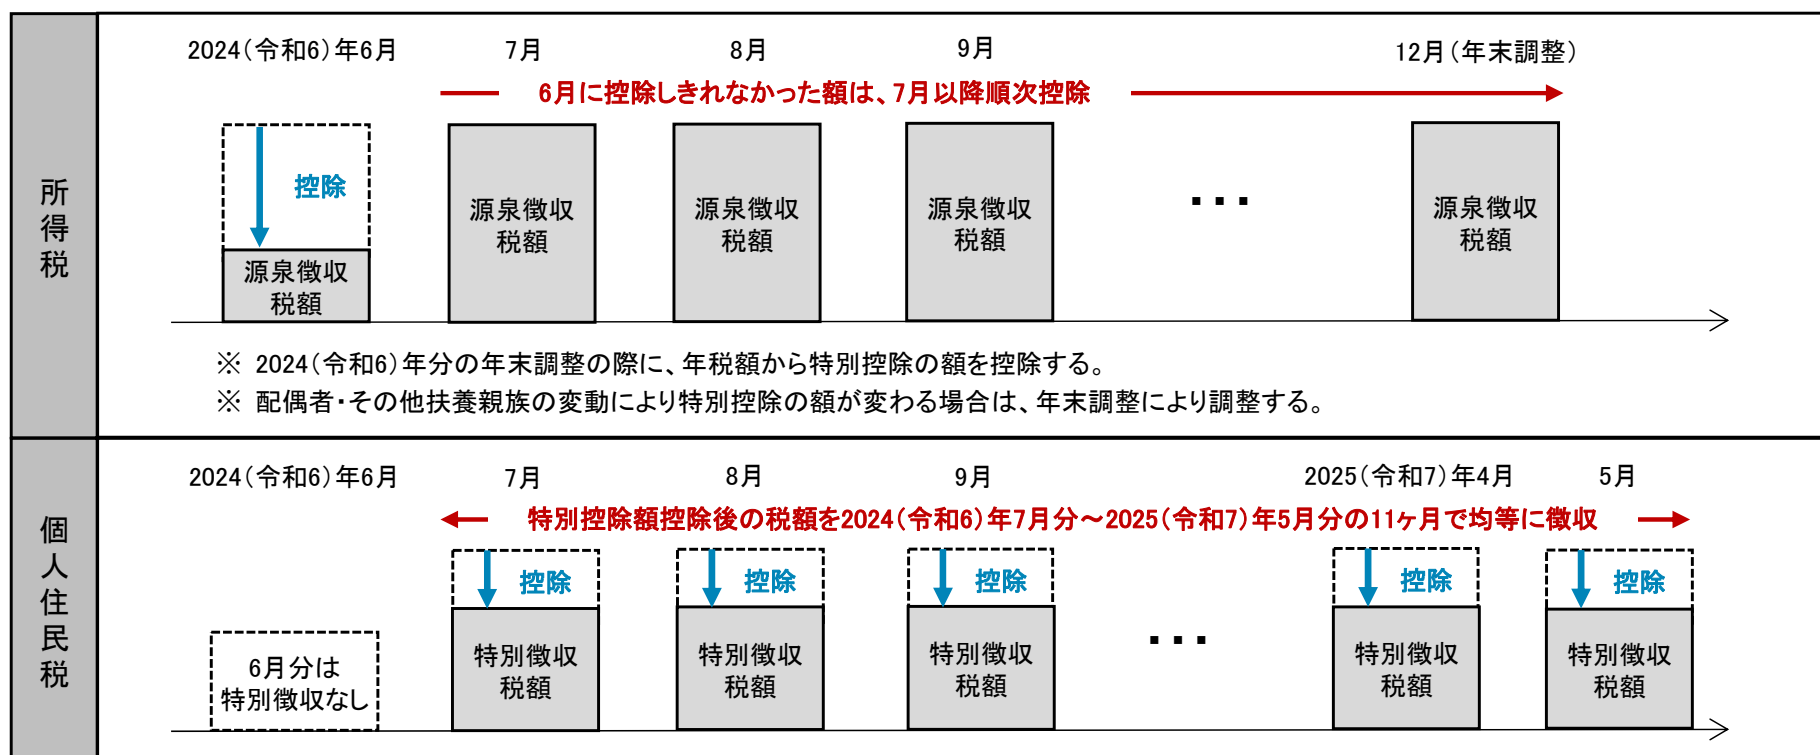 所得税
2024(令和6)年6月
7月
8月
9月
12月(年末調整)
6月に控除しきれなかった額は、7月以降順次控除
控除
源泉徴収
税額
源泉徴収
税額
源泉徴収
税額
源泉徴収
税額
・・・
源泉徴収
税額
※ 2024(令和6)年分の年末調整の際に、年税額から特別控除の額を控除する。
※ 配偶者・その他扶養親族の変動により特別控除の額が変わる場合は、年末調整により調整する。
個人住民税
2024(令和6)年6月
7月
8月
9月
2025(令和7)年4月
5月
特別控除額控除後の税額を2024(令和6)年7月分～2025(令和7)年5月分の11ヶ月で均等に徴収
6月分は
特別徴収なし
控除
特別徴収
税額
控除
特別徴収
税額
控除
特別徴収
税額
・・・
控除
特別徴収
税額
控除
特別徴収
税額